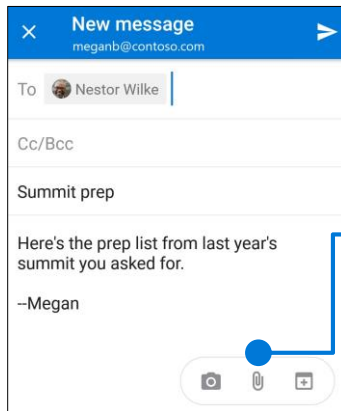 New message
meganb@contoso.com
To Nestor Wilke
Cc/Bcc
Summit prep
Here's the prep list from last year's
summit you asked for.
--Megan